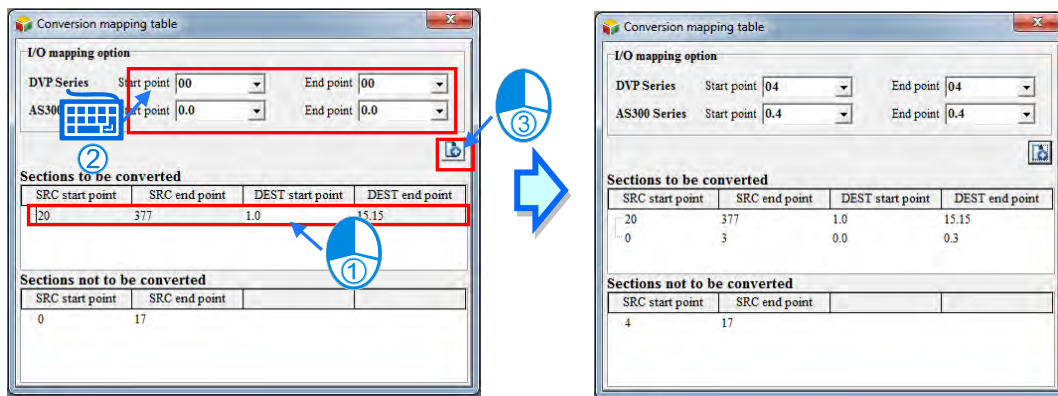 Conversion mapping table
I/O mapping option
DVP Series Start point 00 End point 00
AS300 rt point 0.0 End point 0.0
③
②
Sections to be converted
SRC start point SRC end point DEST start point DEST end point
20 377 1.0 15.15
①
Sections not to be converted
SRC start point SRC end point
0 17
Conversion mapping table
I/O mapping option
DVP Series Start point 04 End point 04
AS300 Series Start point 0.4 End point 0.4
Sections to be converted
SRC start point SRC end point DEST start point DEST end point
20 377 1.0 15.15
0 3 0.0 0.3
Sections not to be converted
SRC start point SRC end point
4 17